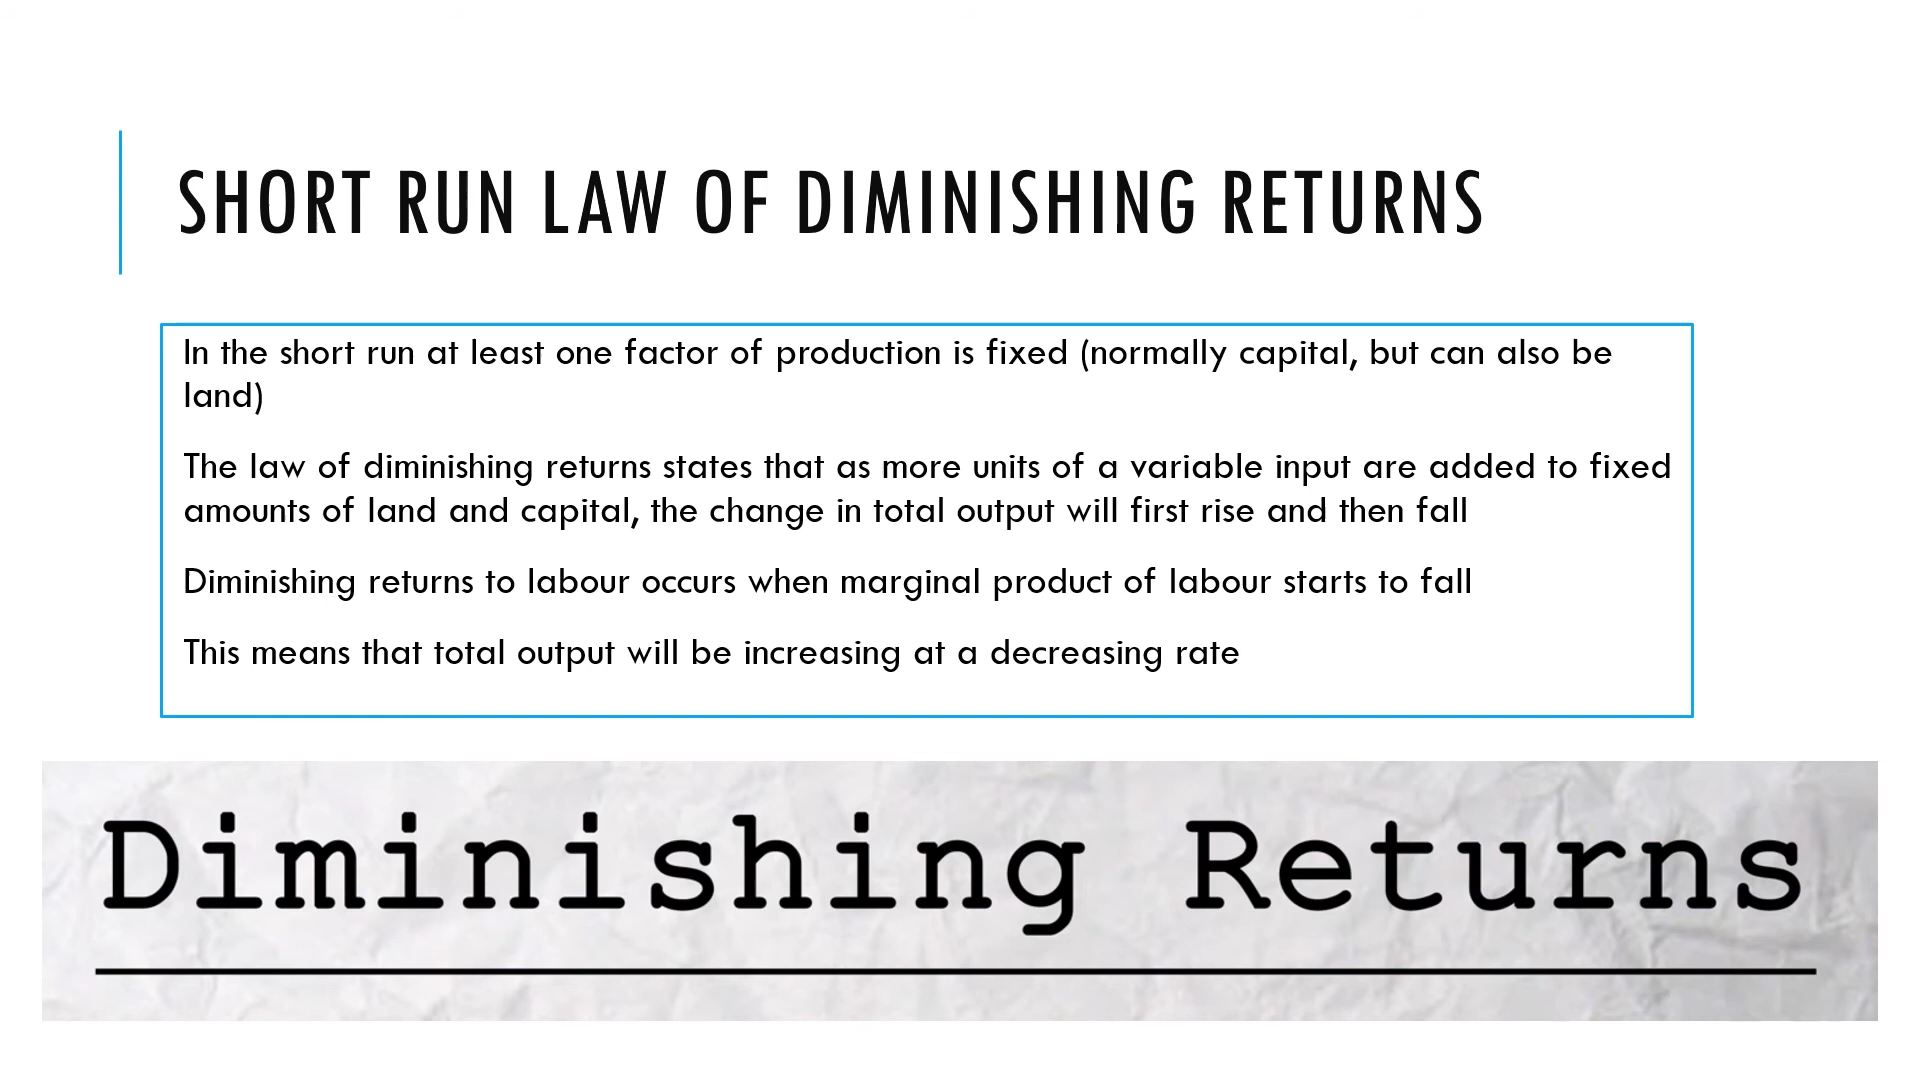 SHORT RUN LAW OF DIMINISHING RETURNS
In the short run at least one factor of production is fixed (normally capital, but can also be
land)
The law of diminishing returns states that as more units of a variable input are added to fixed
amounts of land and capital, the change in total output will first rise and then fall
Diminishing returns to labour occurs when marginal product of labour starts to fall
This means that total output will be increasing at a decreasing rate
Diminishing Returns